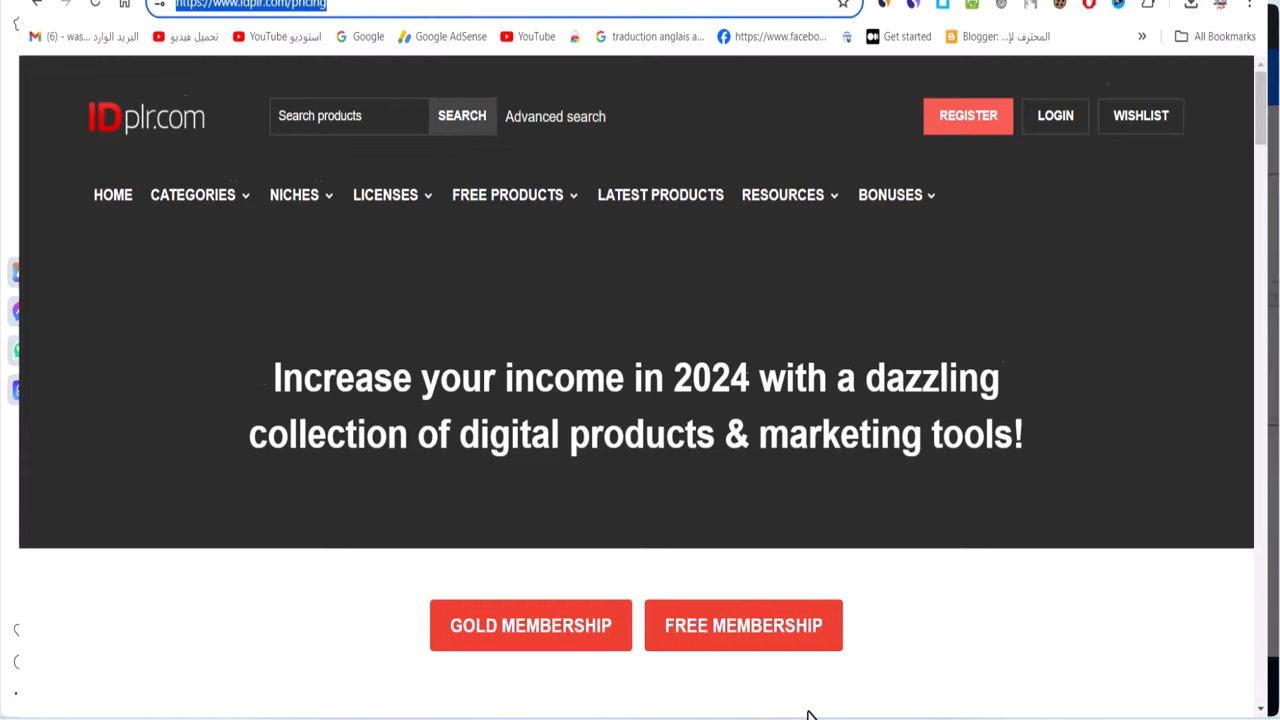 https://www.idplr.com/pricing
(6) - was... البريد الوارد
تحميل فيديو
استوديو YouTube
Google
Google AdSense
YouTube
traduction anglais a...
https://www.facebo...
Get started
Blogger: المحترف لإ...
»
All Bookmarks
IDplr.com
Search products
SEARCH
Advanced search
REGISTER
LOGIN
WISHLIST
HOME
CATEGORIES
NICHES
LICENSES
FREE PRODUCTS
LATEST PRODUCTS
RESOURCES
BONUSES
Increase your income in 2024 with a dazzling
collection of digital products & marketing tools!
GOLD MEMBERSHIP
FREE MEMBERSHIP